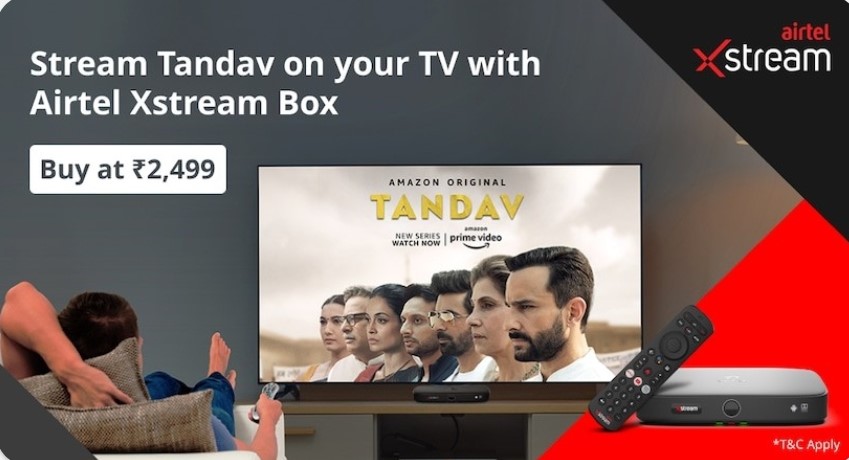 airtel
Xstream
Stream Tandav on your TV with
Airtel Xstream Box
Buy at ₹2,499
AMAZON ORIGINAL
TANDAV
NEW SERIES
WATCH NOW
amazon
prime video
Xstream
*T&C Apply